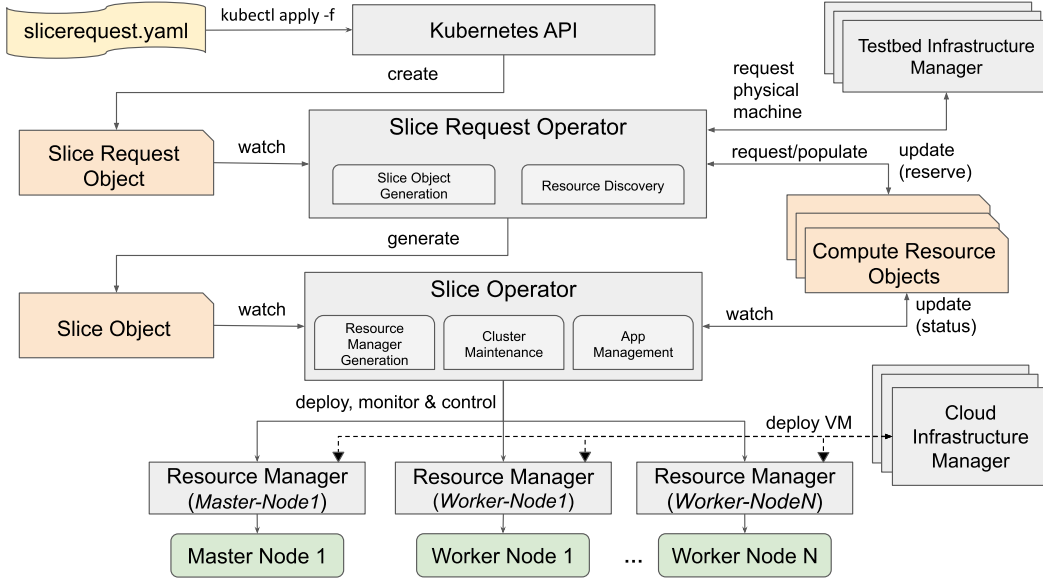 slicerequest.yaml
kubectl apply -f
Kubernetes API
Testbed Infrastructure
Manager
create
request
physical
machine
Slice Request
Object
watch
Slice Request Operator
Slice Object
Generation
Resource Discovery
request/populate
update
(reserve)
generate
Compute Resource
Objects
Slice Object
watch
Slice Operator
Resource
Manager
Generation
Cluster
Maintenance
App
Management
watch
update
(status)
deploy, monitor & control
deploy VM
Cloud
Infrastructure
Manager
Resource Manager
(Master-Node1)
Resource Manager
(Worker-Node1)
Resource Manager
(Worker-NodeN)
Master Node 1
Worker Node 1
...
Worker Node N